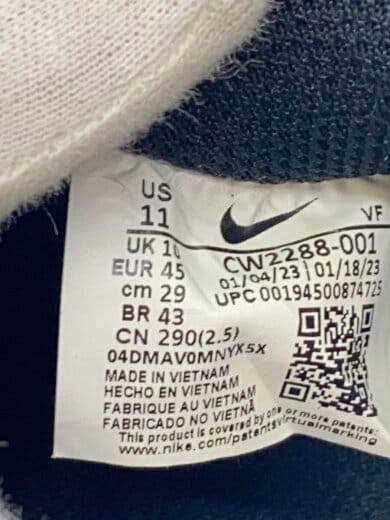 US
11
VF
UK 10
EUR 45
cm 29
BR 43
CN 290(2.5)
CW2288-001
01/04/23 | 01/18/23
UPC 00194500874725
04DMAV0MNYX5X
MADE IN VIETNAM
HECHO EN VIETNAM
FABRIQUE AU VIETNAM
FABRICADO NO VIETNÃ
This product is covered by one or more patents:
www.nike.com/patentsvirtualmarking